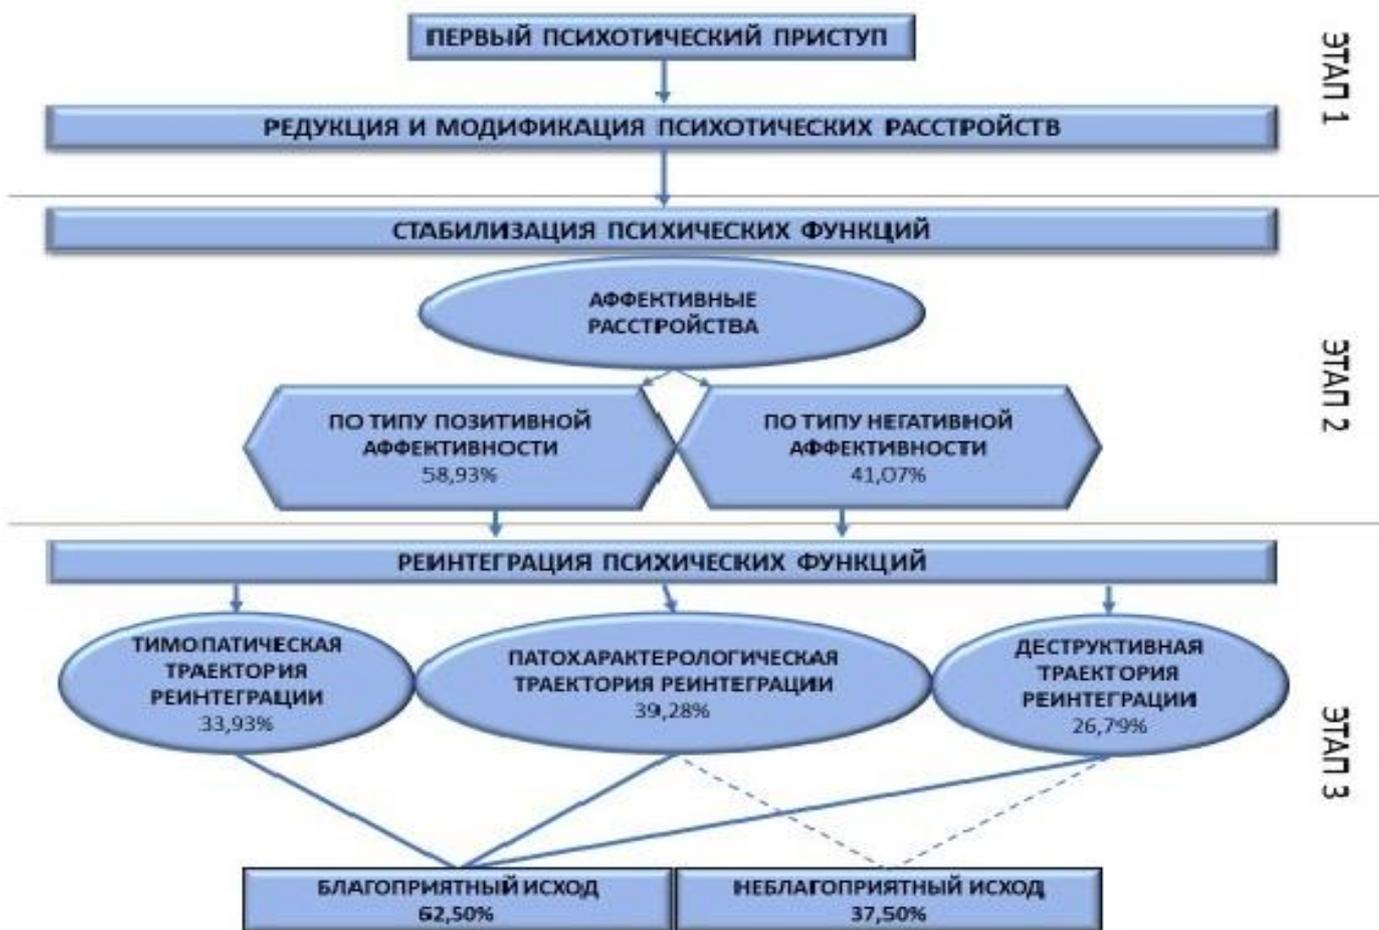 ПЕРВЫЙ ПСИХОТИЧЕСКИЙ ПРИСТУП
РЕДУКЦИЯ И МОДИФИКАЦИЯ ПСИХОТИЧЕСКИХ РАССТРОЙСТВ
ЭТАП 1
СТАБИЛИЗАЦИЯ ПСИХИЧЕСКИХ ФУНКЦИЙ
АФФЕКТИВНЫЕ
РАССТРОЙСТВА
ПО ТИПУ ПОЗИТИВНОЙ
АФФЕКТИВНОСТИ
58,93%
ПО ТИПУ НЕГАТИВНОЙ
АФФЕКТИВНОСТИ
41,07%
ЭТАП 2
РЕИНТЕГРАЦИЯ ПСИХИЧЕСКИХ ФУНКЦИЙ
ТИМОПАТИЧЕСКАЯ
ТРАЕКТОРИЯ
РЕИНТЕГРАЦИИ
33,93%
ПАТОХАРАКТЕРОЛОГИЧЕСКАЯ
ТРАЕКТОРИЯ РЕИНТЕГРАЦИИ
39,28%
ДЕСТРУКТИВНАЯ
ТРАЕКТОРИЯ
РЕИНТЕГРАЦИИ
26,79%
ЭТАП 3
БЛАГОПРИЯТНЫЙ ИСХОД
62,50%
НЕБЛАГОПРИЯТНЫЙ ИСХОД
37,50%